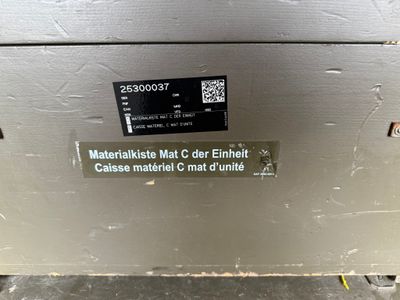 25300037
MATERIALKISTE MAT C DER EINHEIT
CAISSE MATERIEL C MAT D'UNITE
Materialkiste Mat C der Einheit
Caisse matériel C mat d'unité